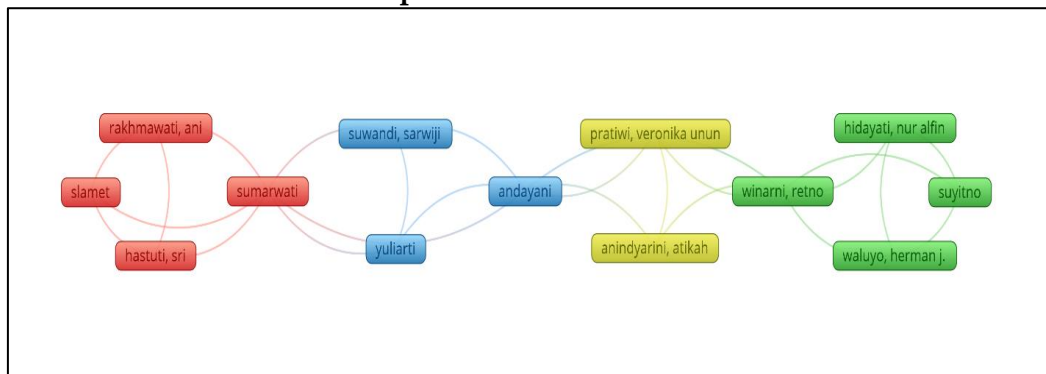 rakhmawati, ani
slamet
hastuti, sri
sumarwati
suwandi, sarwiji
yuliarti
andayani
pratiwi, veronika unun
anindyarini, atikah
winarni, retno
hidayati, nur alfin
suyitno
waluyo, herman j.